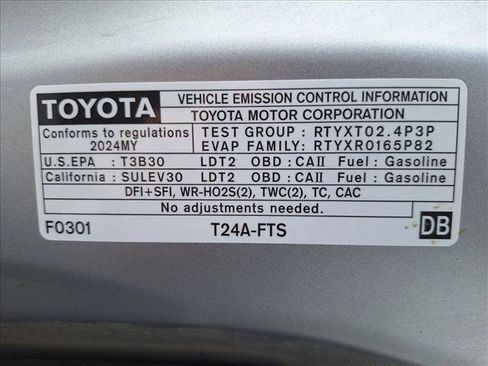 TOYOTA VEHICLE EMISSION CONTROL INFORMATION
TOYOTA MOTOR CORPORATION
Conforms to regulations
2024MY
TEST GROUP : RTYXT02.4P3P
EVAP FAMILY: RTYXR0165P82
U.S.EPA : T3B30 LDT2 OBD : CAII Fuel : Gasoline
California : SULEV30 LDT2 OBD : CAII Fuel : Gasoline
DFI+SFI, WR-HO2S(2), TWC(2), TC, CAC
No adjustments needed.
F0301 T24A-FTS DB